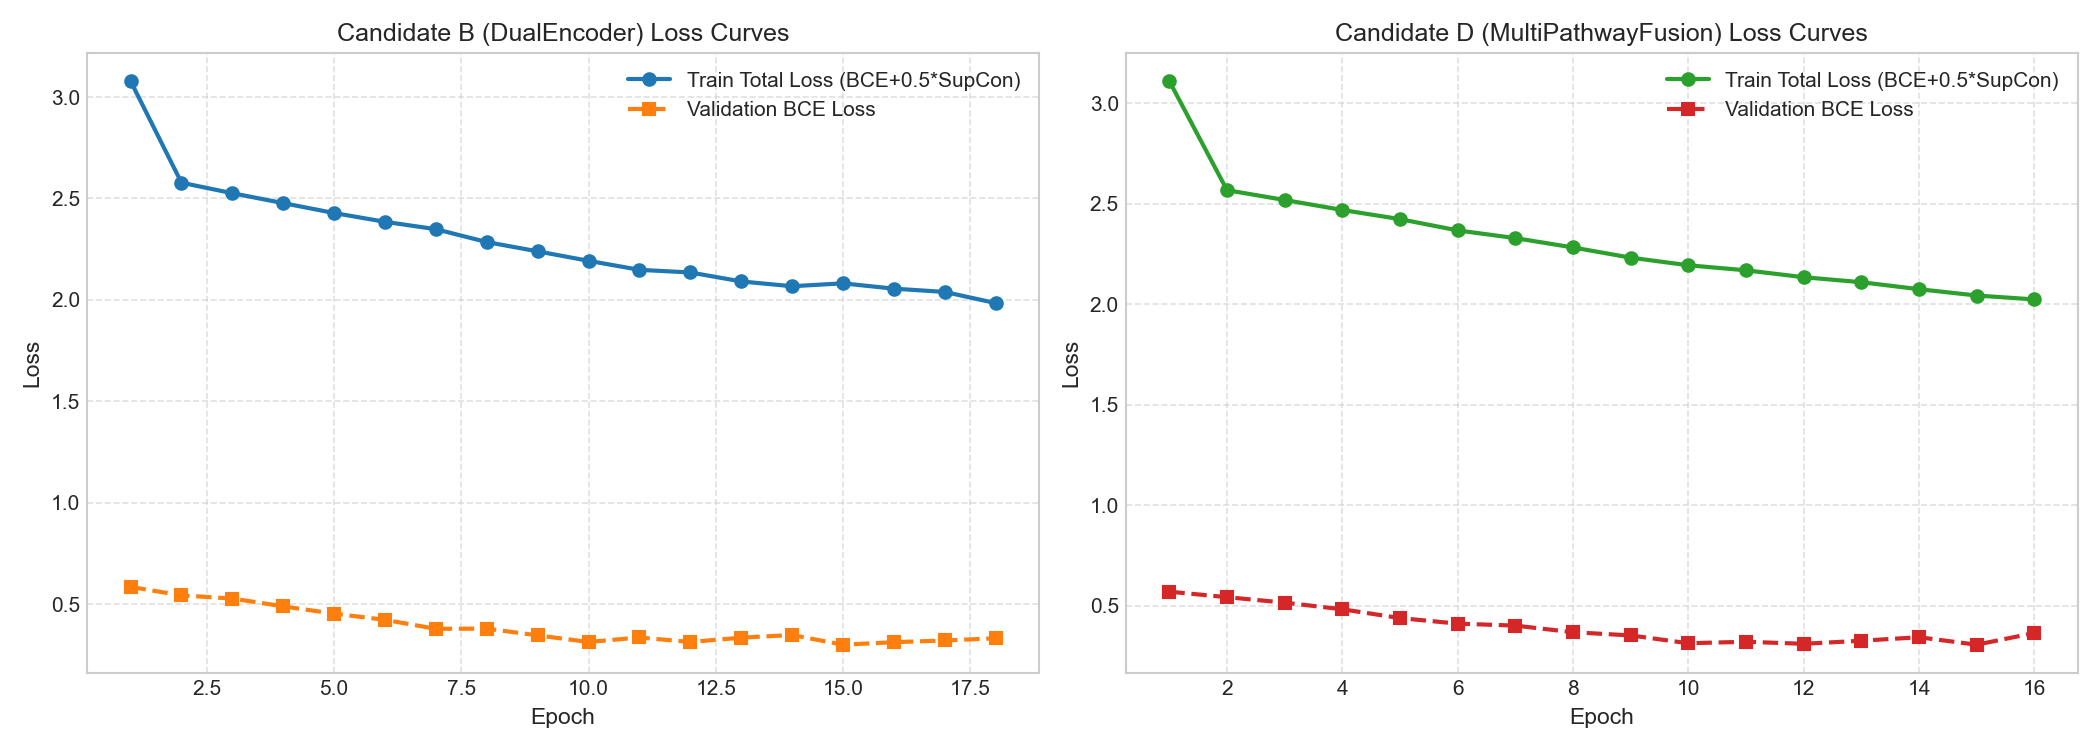 Candidate B (DualEncoder) Loss Curves
Train Total Loss (BCE+0.5*SupCon)
Validation BCE Loss
Loss
3.0
2.5
2.0
1.5
1.0
0.5
2.5 5.0 7.5 10.0 12.5 15.0 17.5
Epoch
Candidate D (MultiPathwayFusion) Loss Curves
Train Total Loss (BCE+0.5*SupCon)
Validation BCE Loss
Loss
3.0
2.5
2.0
1.5
1.0
0.5
2 4 6 8 10 12 14 16
Epoch